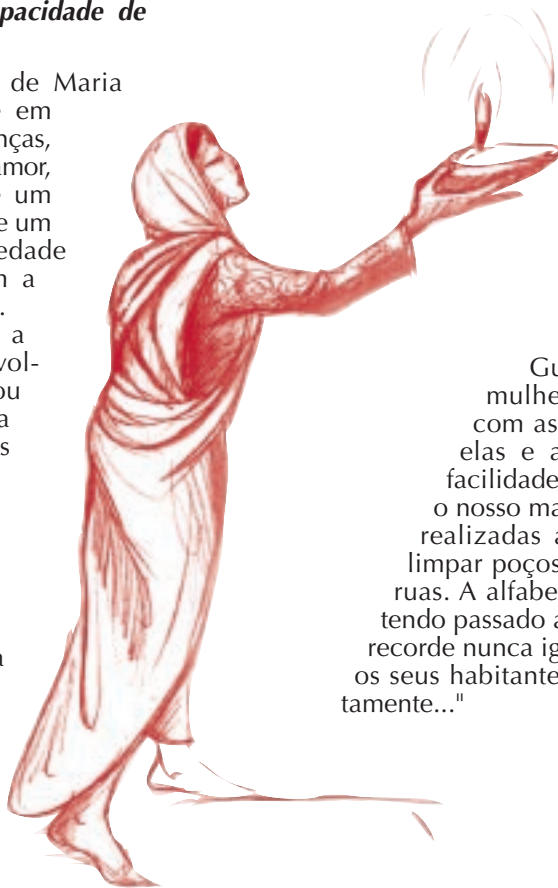 pacidade de
de Maria
em
nças,
amor,
um
e um
edade
a
.
a
vol-
ou
a
s
a
Gu
mulhe
com as
elas e a
facilidade
o nosso ma
realizadas a
limpar poços
ruas. A alfabe
tendo passado a
recorde nunca ig
os seus habitante
tamente..."